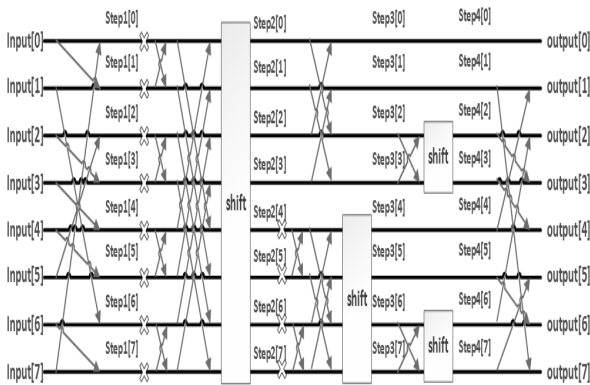 Step1[0] Step2[0] Step3[0] Step4[0]
Input[0] output[0]
Step1[1] Step2[1] Step3[1] Step4[1]
Input[1] output[1]
Step1[2] Step2[2] Step3[2] Step4[2]
Input[2] output[2]
Step1[3] Step2[3] Step3[3] shift Step4[3]
Input[3] output[3]
shift
Step1[4] Step2[4] Step3[4] Step4[4]
Input[4] output[4]
Step1[5] Step2[5] Step3[5] Step4[5]
Input[5] output[5]
Step1[6] Step2[6] shift Step3[6] Step4[6]
Input[6] output[6]
Step1[7] Step2[7] Step3[7] shift Step4[7]
Input[7] output[7]